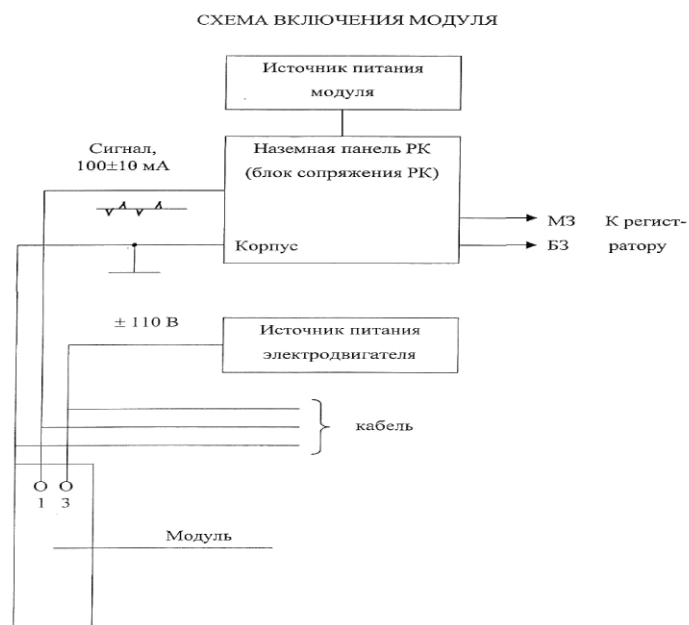 СХЕМА ВКЛЮЧЕНИЯ МОДУЛЯ
Источник питания
модуля
Сигнал,
100±10 мА
Наземная панель РК
(блок сопряжения РК)
Корпус
МЗ К регист-
БЗ ратору
± 110 В
Источник питания
электродвигателя
кабель
1 3
Модуль